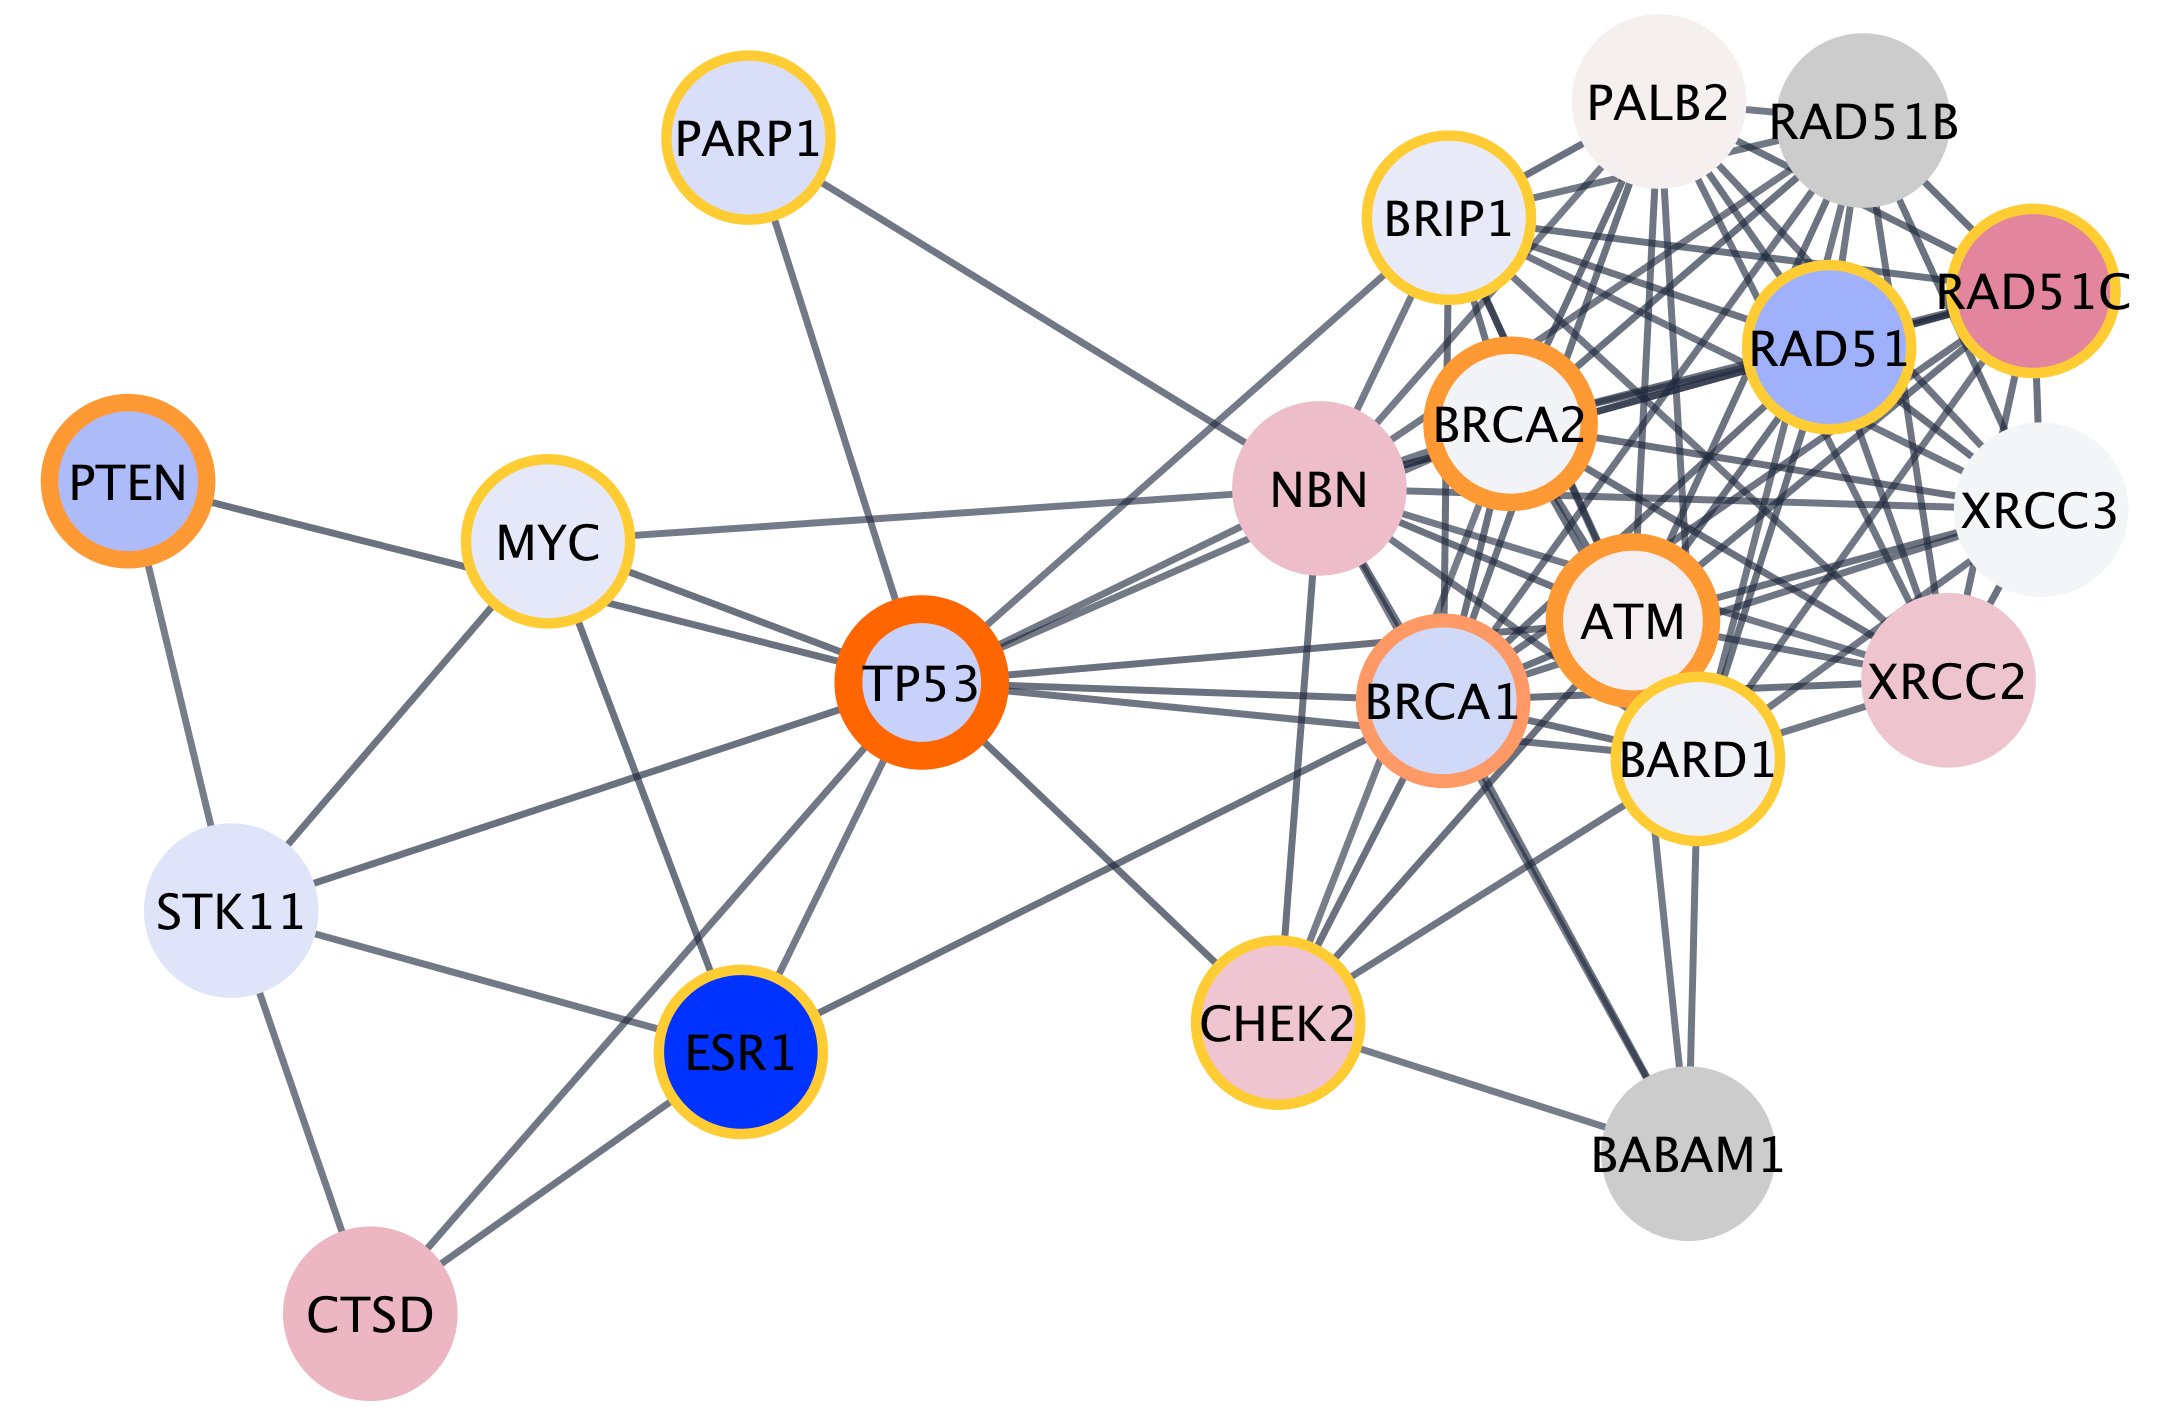 PALB2
RAD51B
PARP1
BRIP1
RAD51C
RAD51
BRCA2
PTEN
NBN
XRCC3
MYC
ATM
TP53
XRCC2
BRCA1
BARD1
STK11
CHEK2
ESR1
BABAM1
CTSD